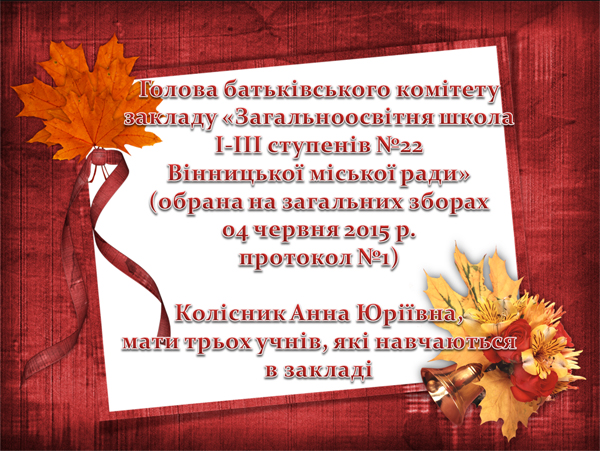 Голова батьківського комітету
закладу «Загальноосвітня школа
І-ІІІ ступенів №22
Вінницької міської ради»
(обрана на загальних зборах
04 червня 2015 р.
протокол №1)
Колісник Анна Юріївна,
мати трьох учнів, які навчаються
в закладі